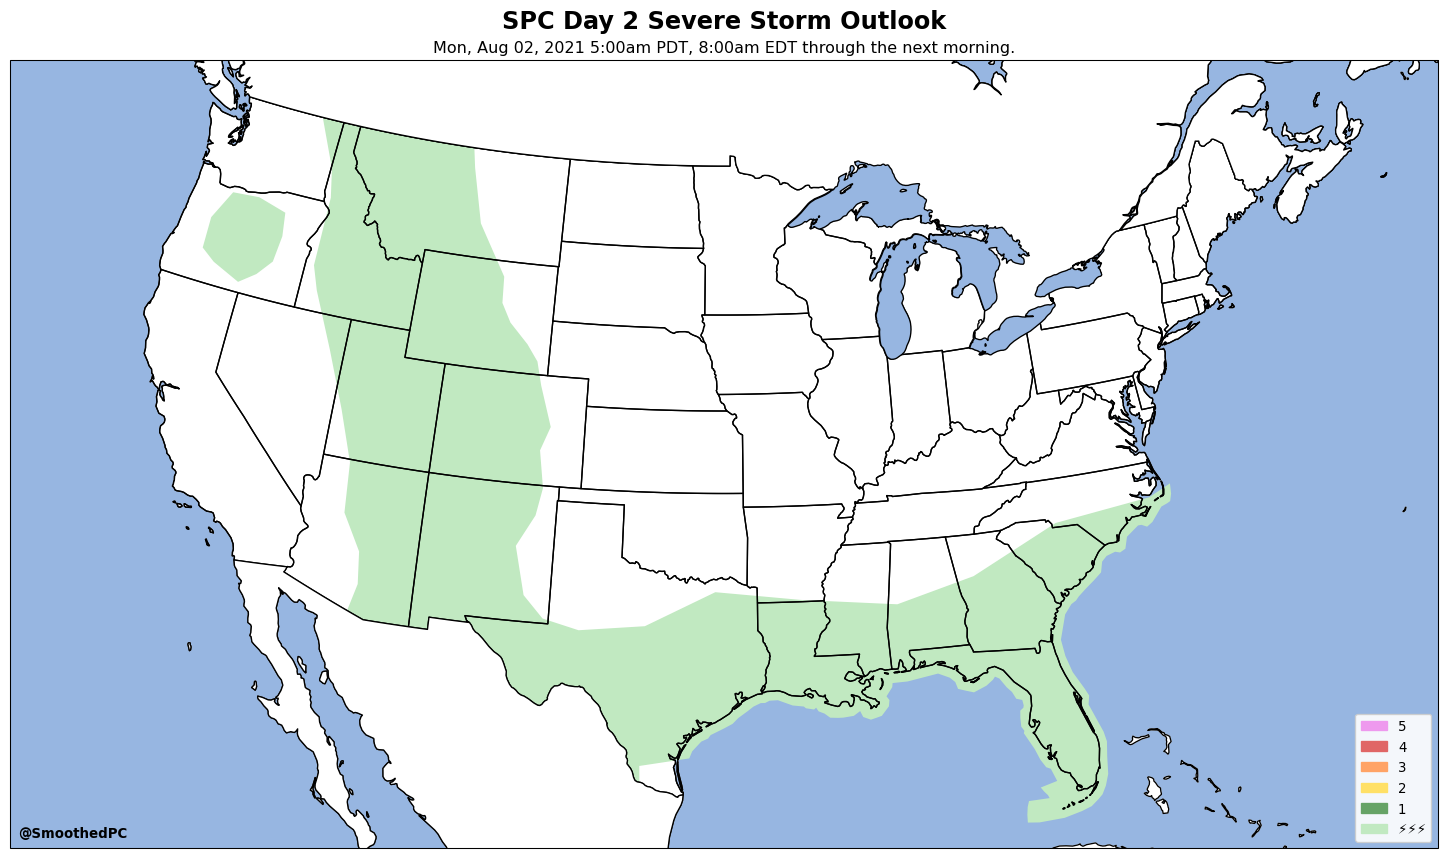 SPC Day 2 Severe Storm Outlook
Mon, Aug 02, 2021 5:00am PDT, 8:00am EDT through the next morning.
5
4
3
2
1
⚡⚡⚡
@SmoothedPC